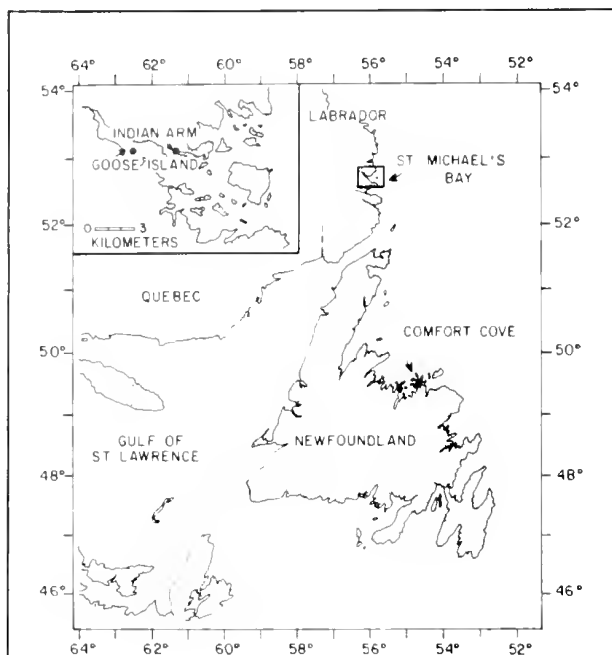 64° 62° 60° 58° 56° 54° 52°
54° 54°
LABRADOR
INDIAN ARM
GOOSE ISLAND
ST MICHAEL'S
BAY
0 3
KILOMETERS
52° 52°
QUEBEC
COMFORT COVE
50° 50°
GULF OF
ST LAWRENCE
NEWFOUNDLAND
48° 48°
46° 46°
64° 62° 60° 58° 56° 54° 52°